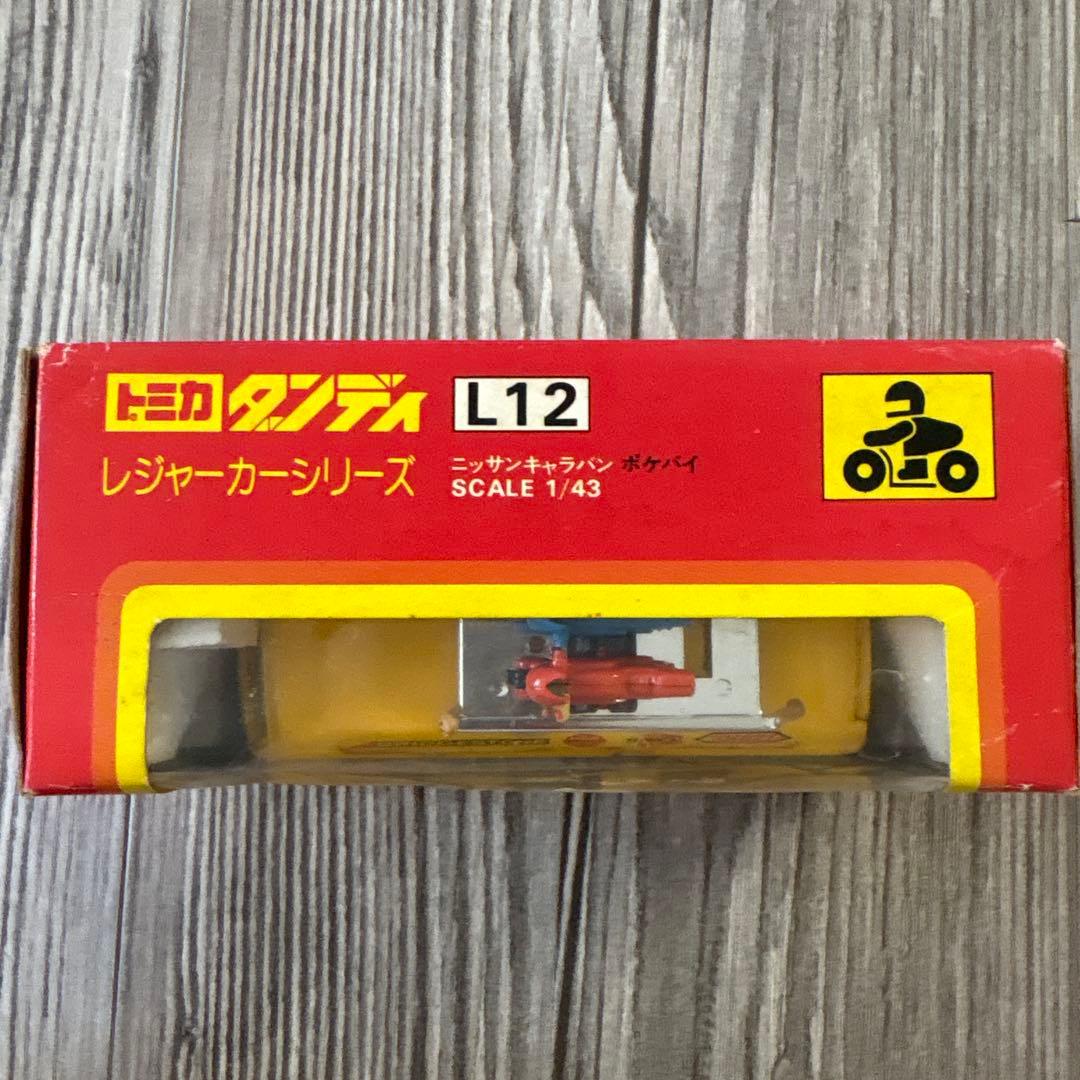 トミカ ダンディ L12
レジャーカーシリーズ
ニッサンキャラバン ポケバイ
SCALE 1/43